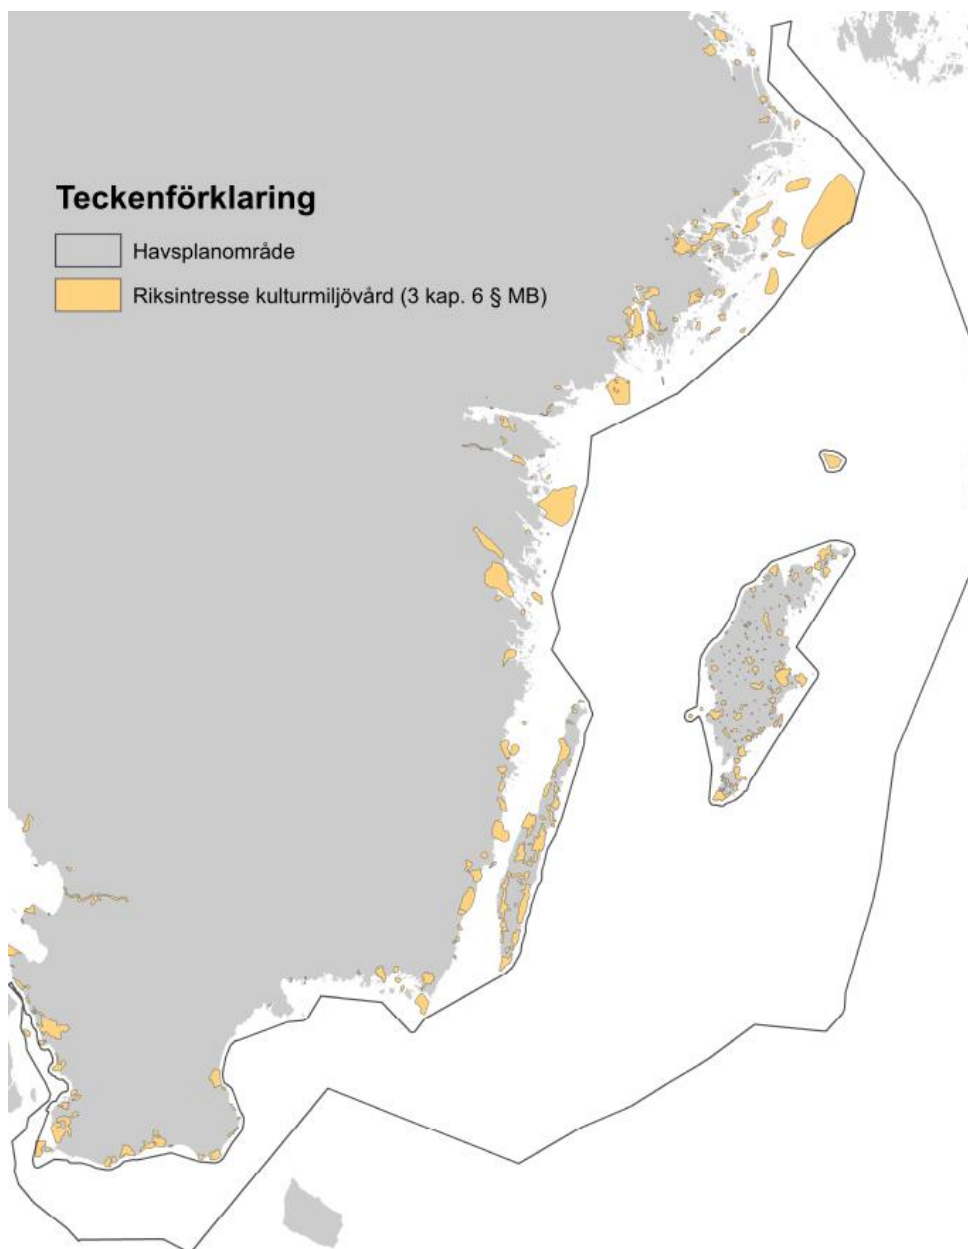 Teckenförklaring
Havsplanområde
Riksintresse kulturmiljövård (3 kap. 6 § MB)